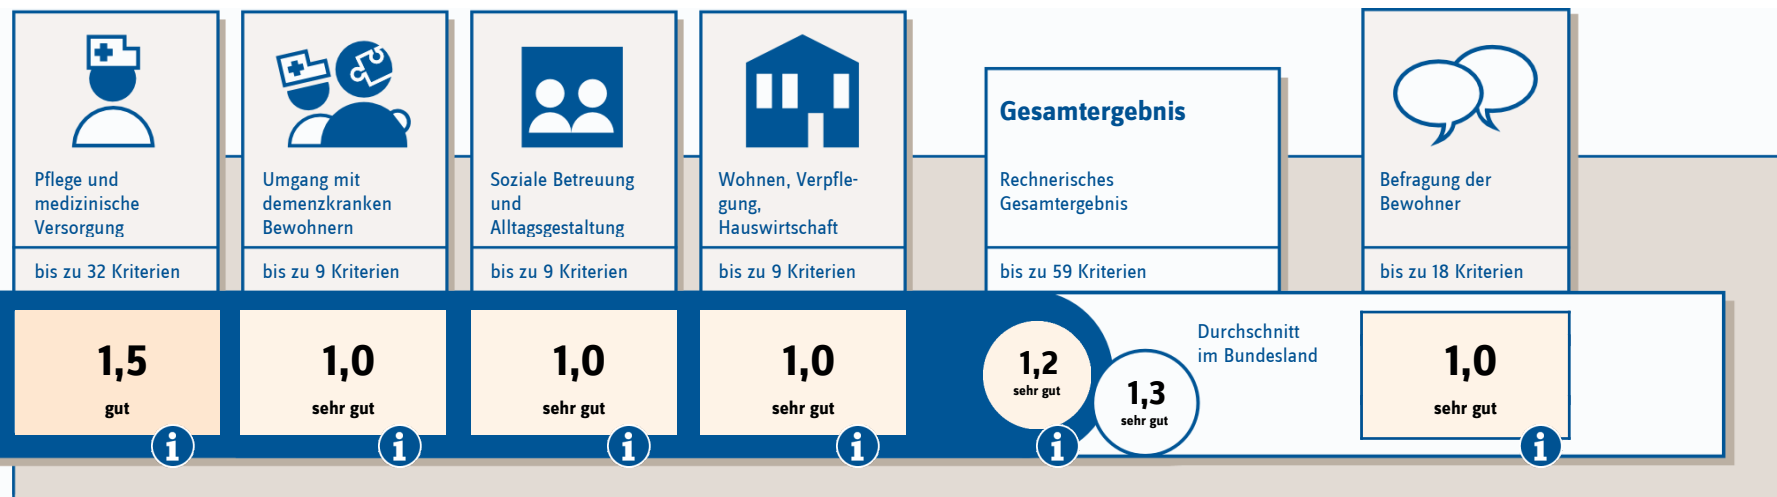 Pflege und
medizinische
Versorgung
bis zu 32 Kriterien
1,5
gut
Umgang mit
demenzkranken
Bewohnern
bis zu 9 Kriterien
1,0
sehr gut
Soziale Betreuung
und
Alltagsgestaltung
bis zu 9 Kriterien
1,0
sehr gut
Wohnen, Verpfle-
gung,
Hauswirtschaft
bis zu 9 Kriterien
1,0
sehr gut
Gesamtergebnis
Rechnerisches
Gesamtergebnis
bis zu 59 Kriterien
1,2
sehr gut
1,3
sehr gut
Durchschnitt
im Bundesland
Befragung der
Bewohner
bis zu 18 Kriterien
1,0
sehr gut